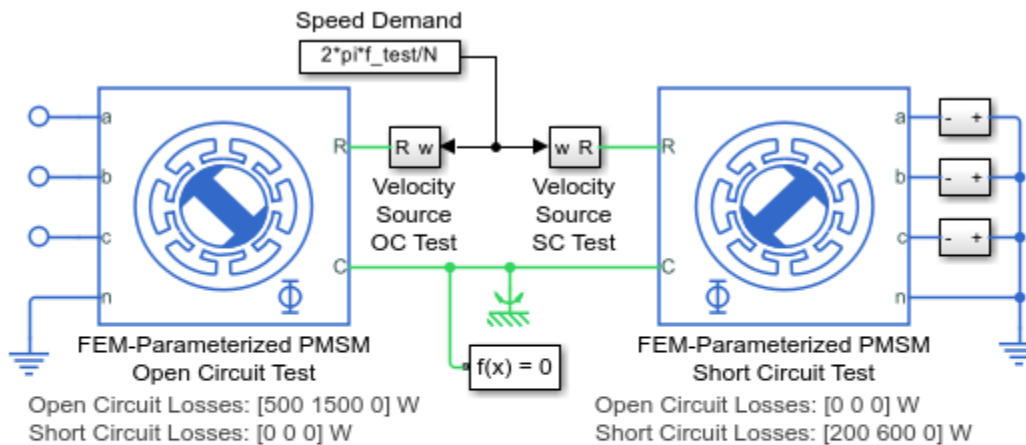 Speed Demand
2*pi*f_test/N
a
b
c
n
R
C
R w
w R
Velocity
Source
OC Test
Velocity
Source
SC Test
R
C
a
b
c
n
- +
- +
- +
f(x) = 0
FEM-Parameterized PMSM
Open Circuit Test
Open Circuit Losses: [500 1500 0] W
Short Circuit Losses: [0 0 0] W
FEM-Parameterized PMSM
Short Circuit Test
Open Circuit Losses: [0 0 0] W
Short Circuit Losses: [200 600 0] W